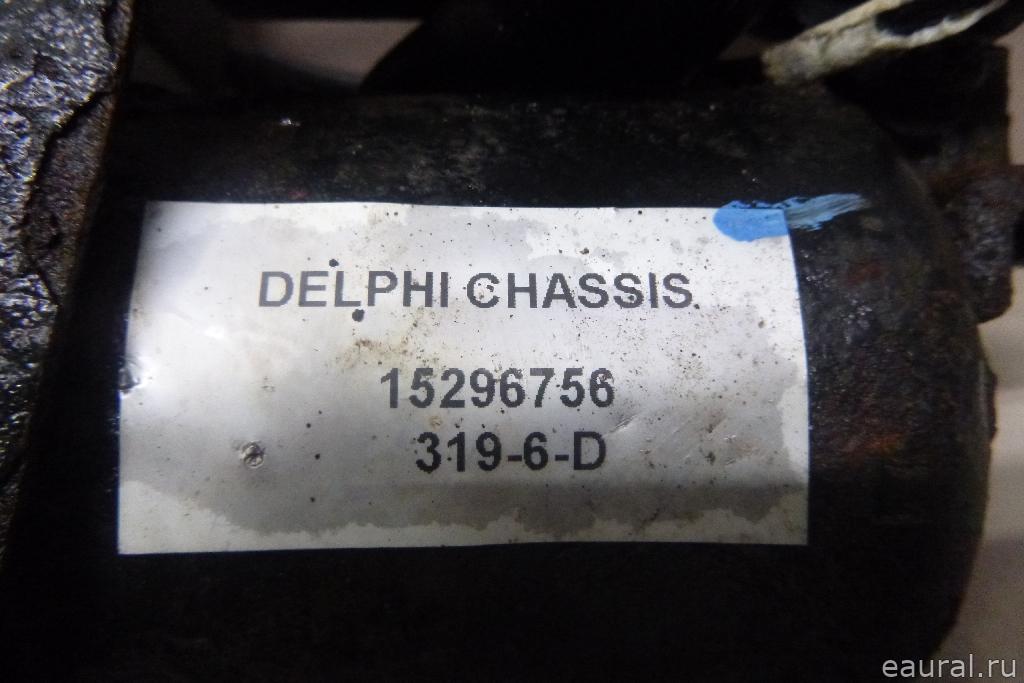 DELPHI CHASSIS
15296756
319-6-D
eaural.ru